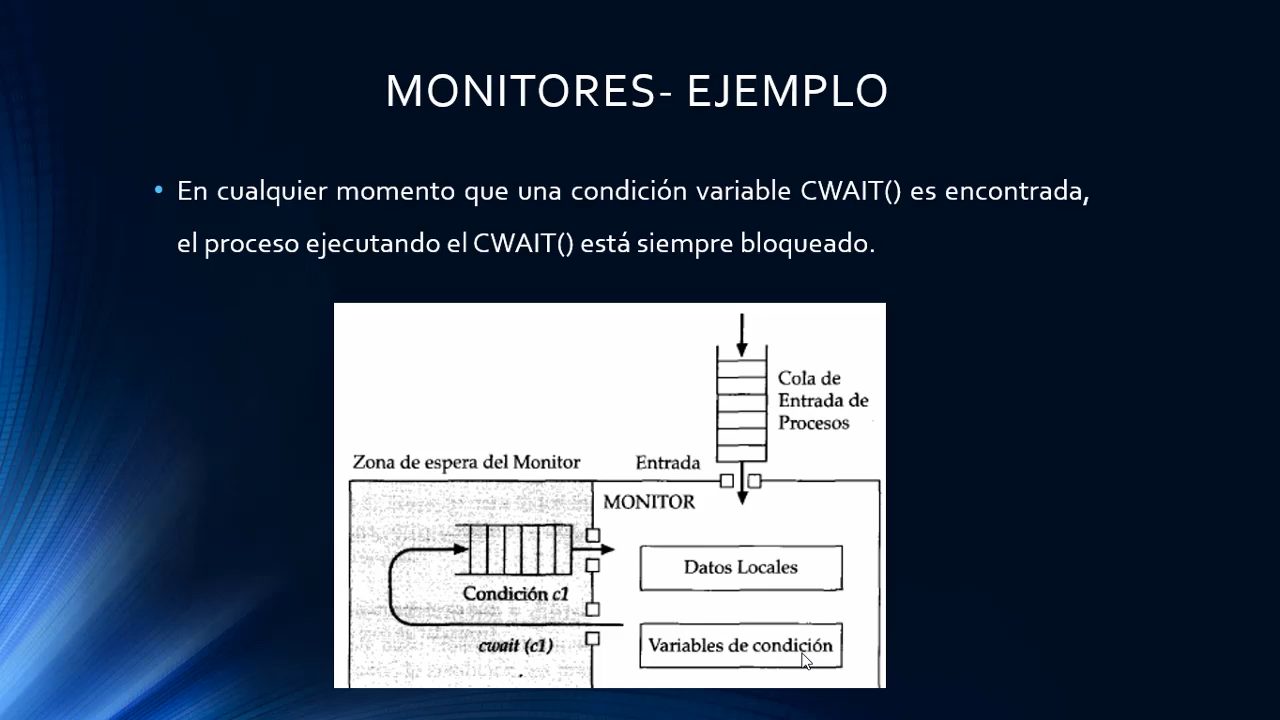 MONITORES- EJEMPLO
• En cualquier momento que una condición variable CWAIT() es encontrada,
el proceso ejecutando el CWAIT() está siempre bloqueado.
Cola de
Entrada de
Procesos
Zona de espera del Monitor
Entrada
MONITOR
Condición c1
Datos Locales
cwait (c1)
Variables de condición